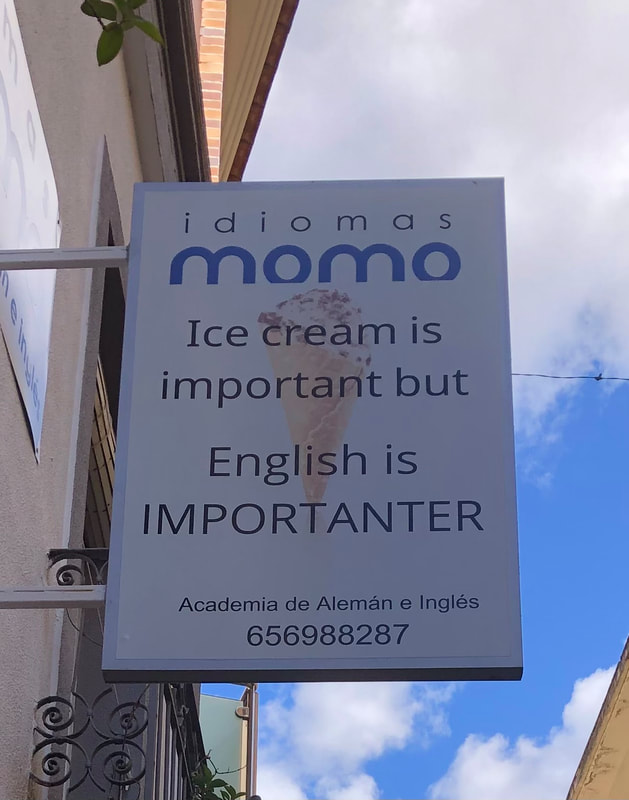 idiomas
momo
Ice cream is
important but
English is
IMPORTANTER
Academia de Alemán e Inglés
656988287